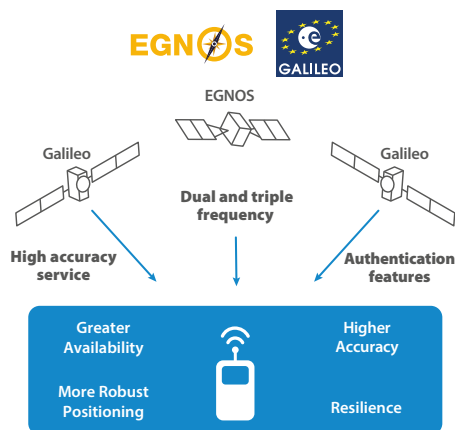 EGNOS
GALILEO
EGNOS
Galileo
Galileo
Dual and triple
frequency
High accuracy
service
Authentication
features
Greater
Availability
Higher
Accuracy
More Robust
Positioning
Resilience